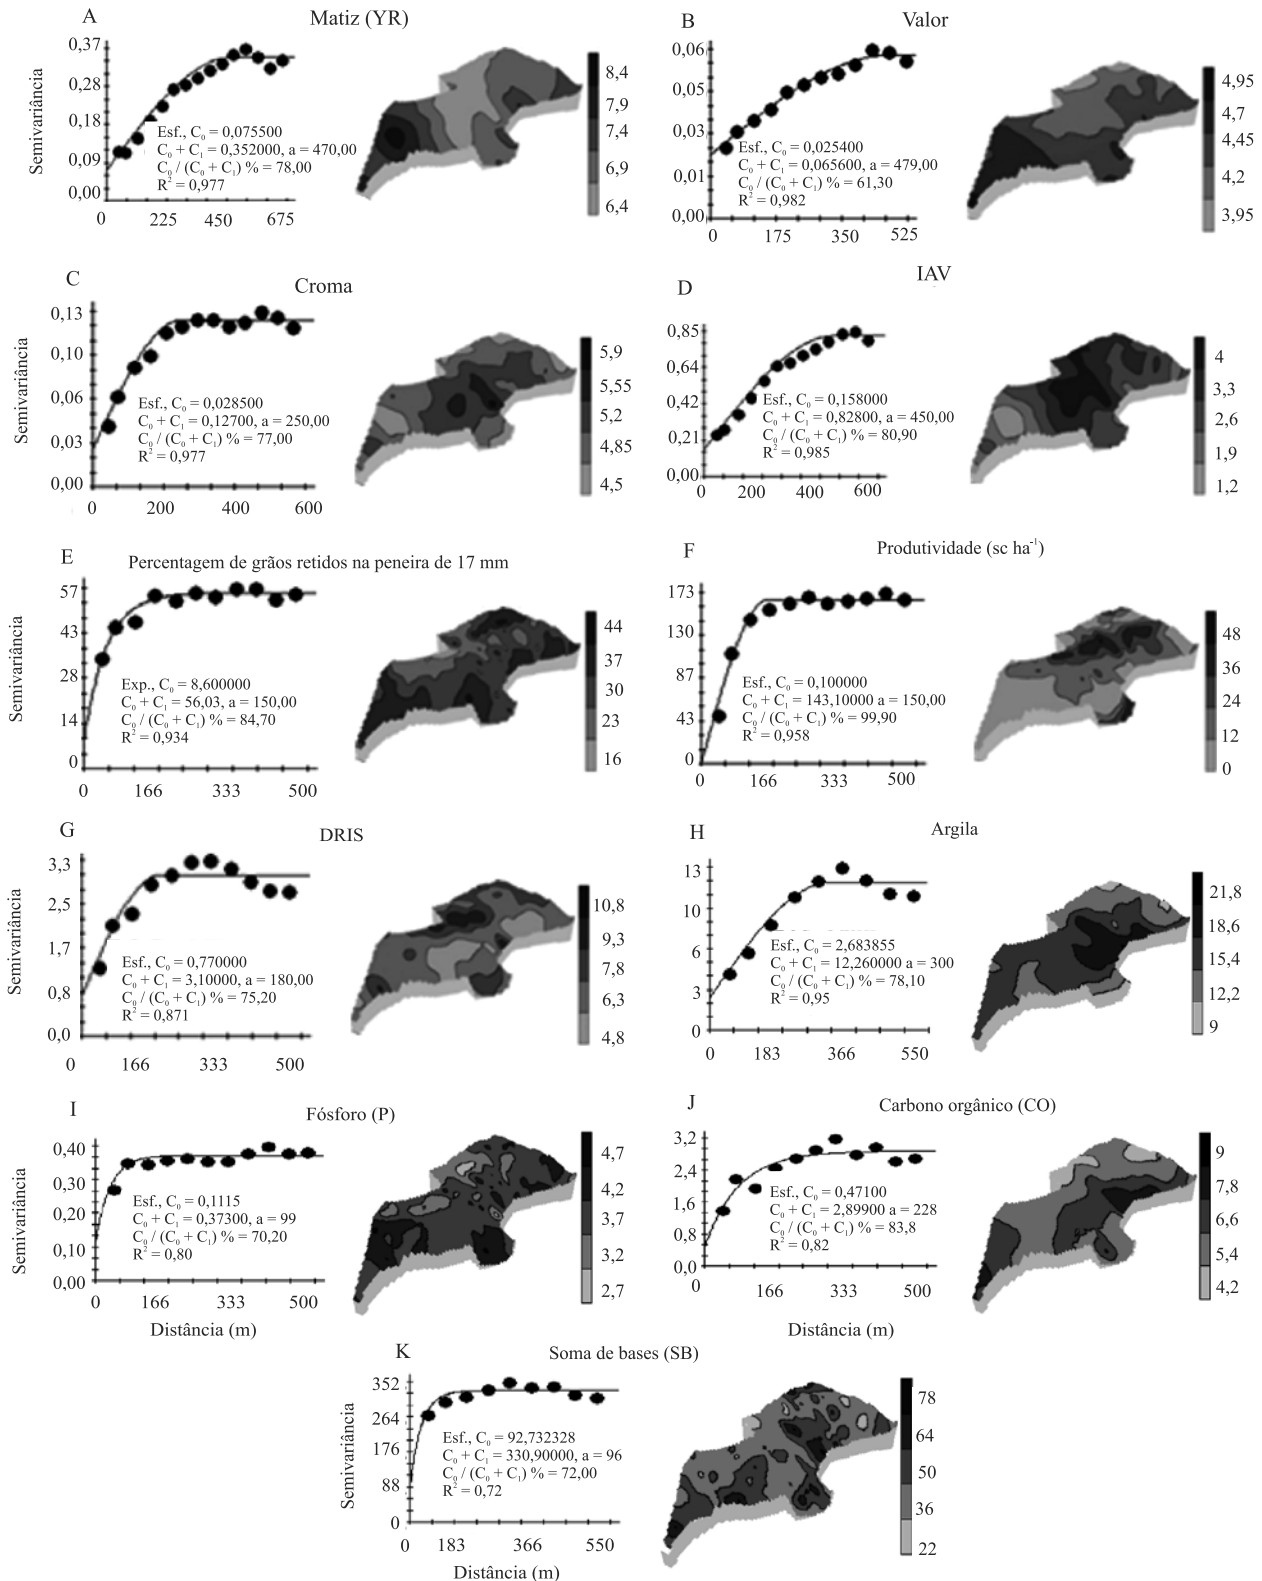 A
Matiz (YR)
Semivariância
0,37
0,28
0,18
0,09
0,00
Esf., C₀ = 0,075500
C₀ + C₁ = 0,352000, a = 470,00
C₀ / (C₀ + C₁) % = 78,00
R² = 0,977
0 225 450 675
8,4
7,9
7,4
6,9
6,4
B
Valor
0,06
0,05
0,03
0,01
0,00
Esf., C₀ = 0,025400
C₀ + C₁ = 0,065600, a = 479,00
C₀ / (C₀ + C₁) % = 61,30
R² = 0,982
0 175 350 525
4,95
4,7
4,45
4,2
3,95
C
Croma
Semivariância
0,13
0,10
0,06
0,03
0,00
Esf., C₀ = 0,028500
C₀ + C₁ = 0,12700, a = 250,00
C₀ / (C₀ + C₁) % = 77,00
R² = 0,977
0 200 400 600
5,9
5,55
5,2
4,85
4,5
D
IAV
0,85
0,64
0,42
0,21
0,00
Esf., C₀ = 0,158000
C₀ + C₁ = 0,82800, a = 450,00
C₀ / (C₀ + C₁) % = 80,90
R² = 0,985
0 200 400 600
4
3,3
2,6
1,9
1,2
E
Percentagem de grãos retidos na peneira de 17 mm
Semivariância
57
43
28
14
0
Exp., C₀ = 8,600000
C₀ + C₁ = 56,03, a = 150,00
C₀ / (C₀ + C₁) % = 84,70
R² = 0,934
0 166 333 500
44
37
30
23
16
F
Produtividade (sc ha⁻¹)
173
130
87
43
0
Esf., C₀ = 0,100000
C₀ + C₁ = 143,10000 a = 150,00
C₀ / (C₀ + C₁) % = 99,90
R² = 0,958
0 166 333 500
48
36
24
12
0
G
DRIS
Semivariância
3,3
2,5
1,7
0,8
0,0
Esf., C₀ = 0,770000
C₀ + C₁ = 3,10000, a = 180,00
C₀ / (C₀ + C₁) % = 75,20
R² = 0,871
0 166 333 500
10,8
9,3
7,8
6,3
4,8
H
Argila
13
10
6
3
0
Esf., C₀ = 2,683855
C₀ + C₁ = 12,260000 a = 300
C₀ / (C₀ + C₁) % = 78,10
R² = 0,95
0 183 366 550
21,8
18,6
15,4
12,2
9
I
Fósforo (P)
Semivariância
0,40
0,30
0,20
0,10
0,00
Esf., C₀ = 0,1115
C₀ + C₁ = 0,37300, a = 99
C₀ / (C₀ + C₁) % = 70,20
R² = 0,80
0 166 333 500
Distância (m)
4,7
4,2
3,7
3,2
2,7
J
Carbono orgânico (CO)
3,2
2,4
1,6
0,8
0,0
Esf., C₀ = 0,47100
C₀ + C₁ = 2,89900 a = 228
C₀ / (C₀ + C₁) % = 83,8
R² = 0,82
0 166 333 500
Distância (m)
9
7,8
6,6
5,4
4,2
K
Soma de bases (SB)
Semivariância
352
264
176
88
0
Esf., C₀ = 92,732328
C₀ + C₁ = 330,90000, a = 96
C₀ / (C₀ + C₁) % = 72,00
R² = 0,72
0 183 366 550
Distância (m)
78
64
50
36
22